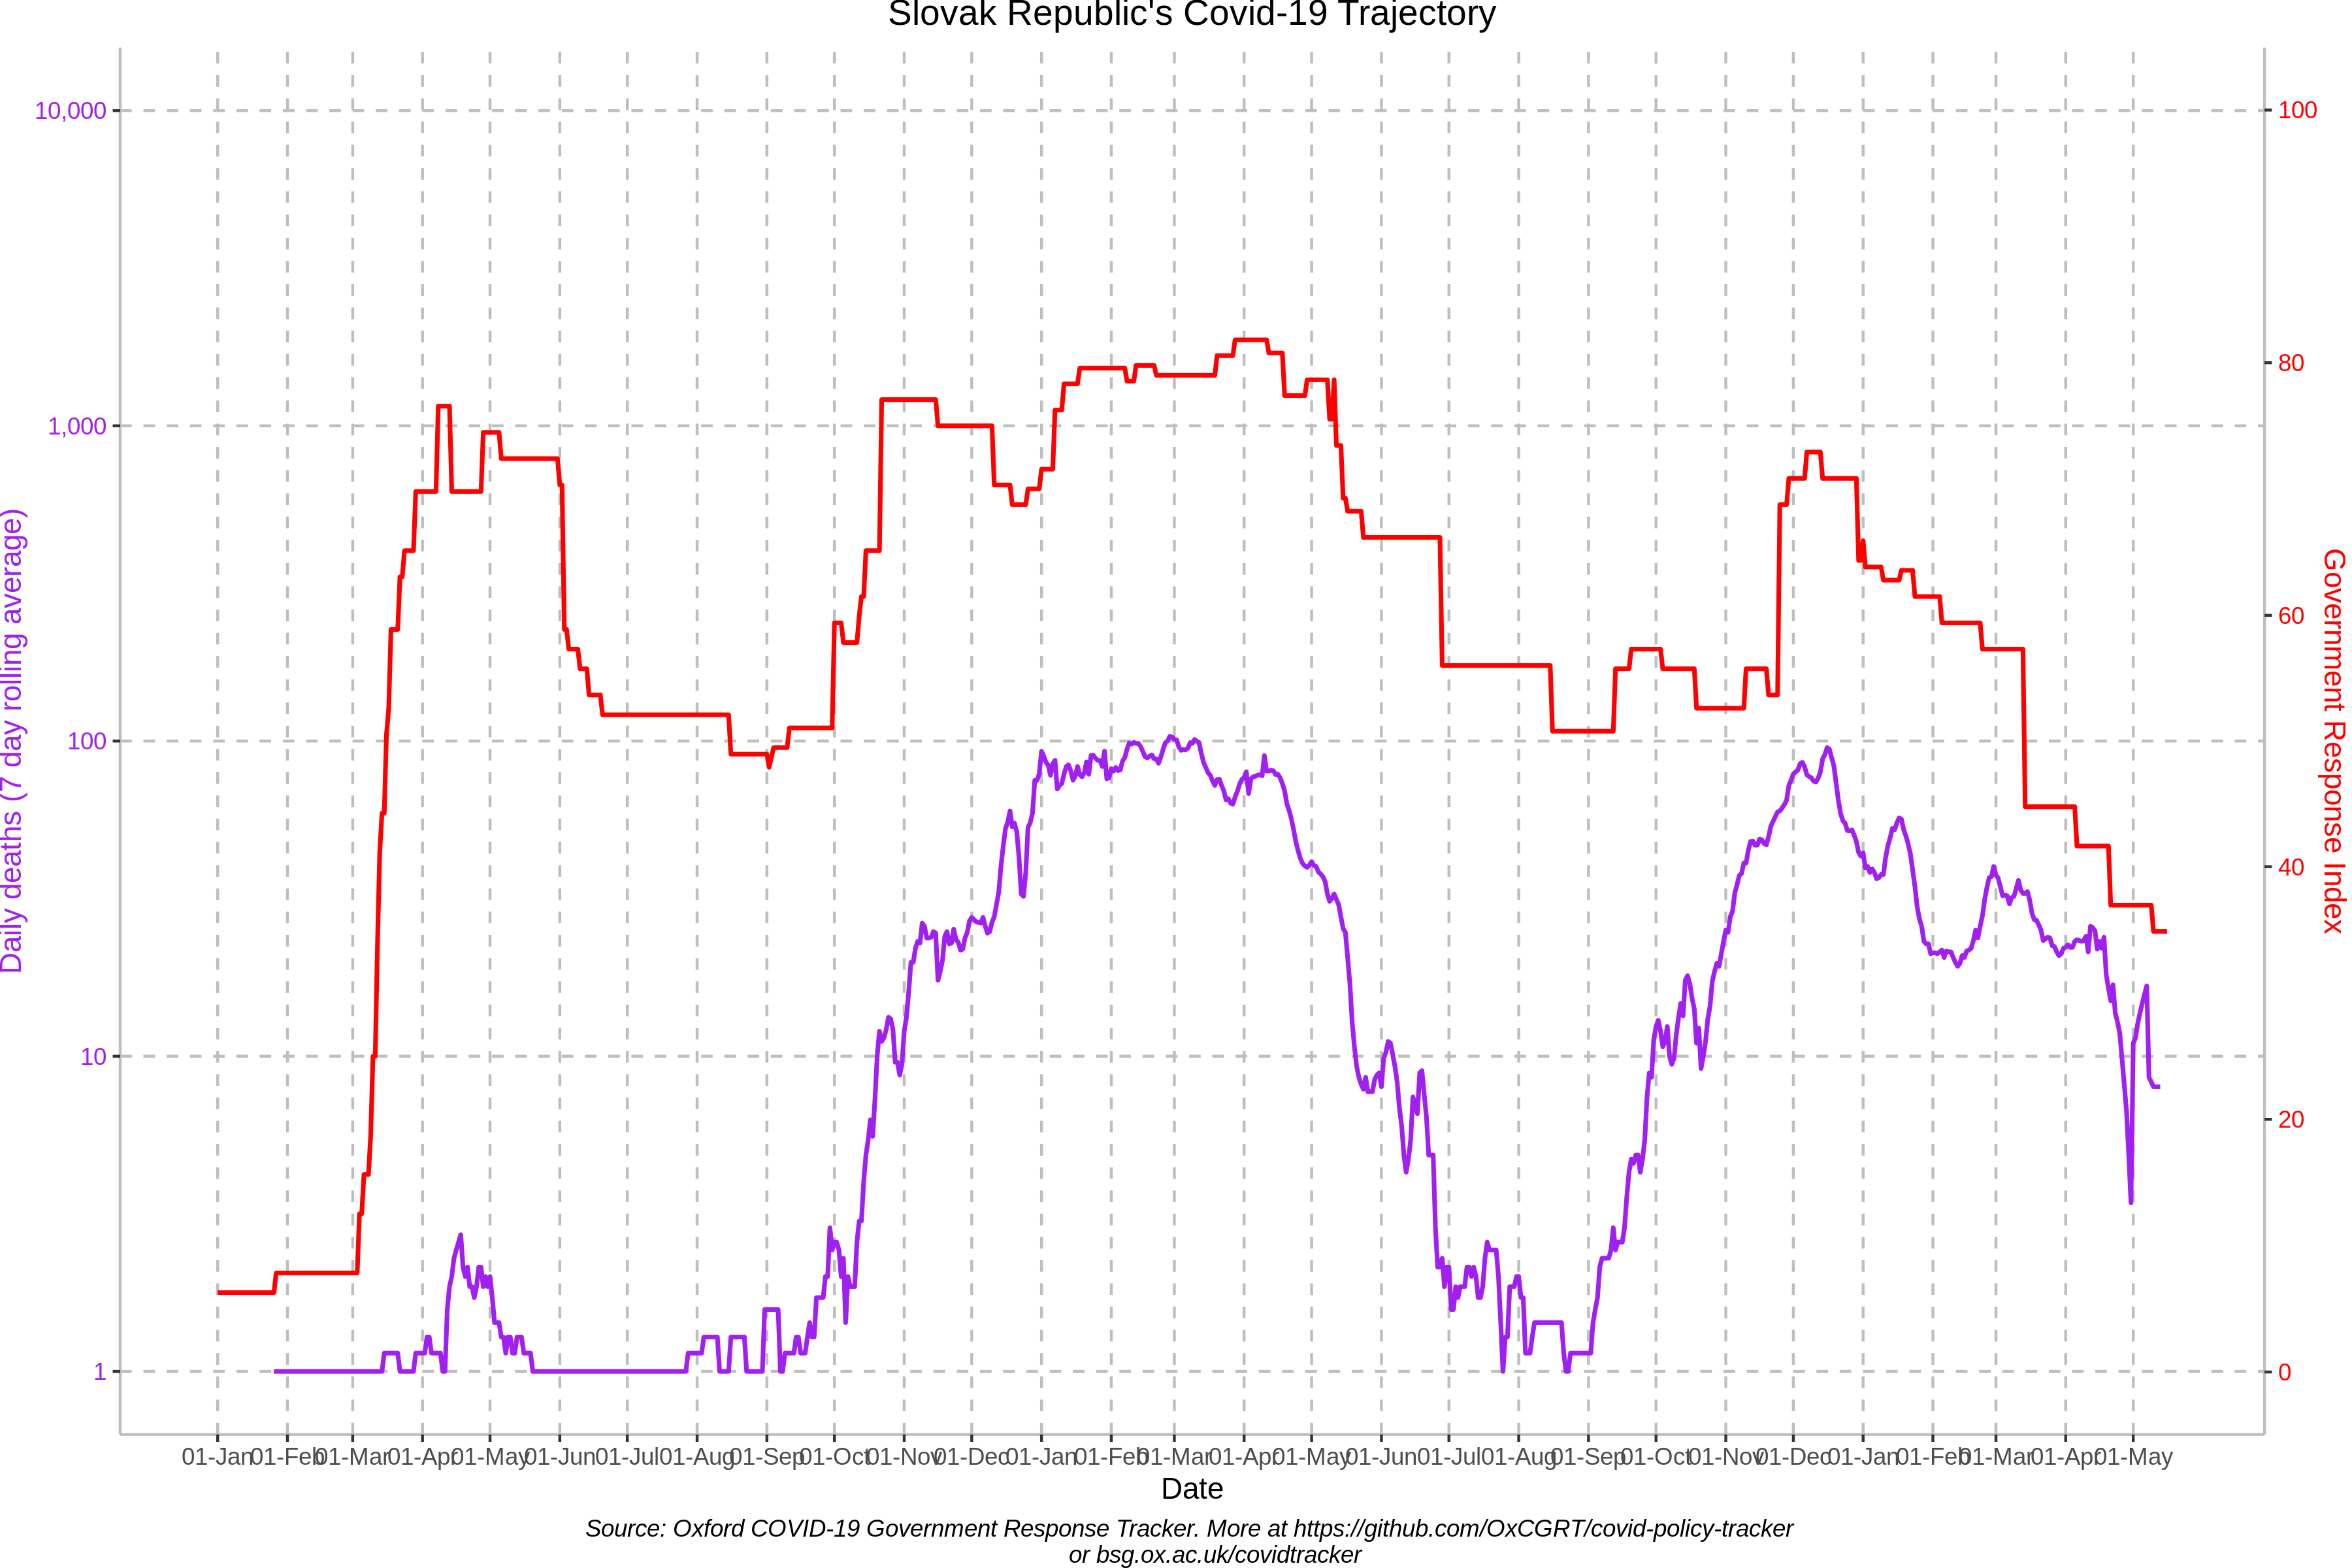 Slovak Republic's Covid-19 Trajectory
10,000
1,000
100
10
1
Daily deaths (7 day rolling average)
100
80
60
40
20
0
Government Response Index
01-Jan 01-Feb 01-Mar 01-Apr 01-May 01-Jun 01-Jul 01-Aug 01-Sep 01-Oct 01-Nov 01-Dec 01-Jan 01-Feb 01-Mar 01-Apr 01-May 01-Jun 01-Jul 01-Aug 01-Sep 01-Oct 01-Nov 01-Dec 01-Jan 01-Feb 01-Mar 01-Apr 01-May
Date
Source: Oxford COVID-19 Government Response Tracker. More at https://github.com/OxCGRT/covid-policy-tracker
or bsg.ox.ac.uk/covidtracker